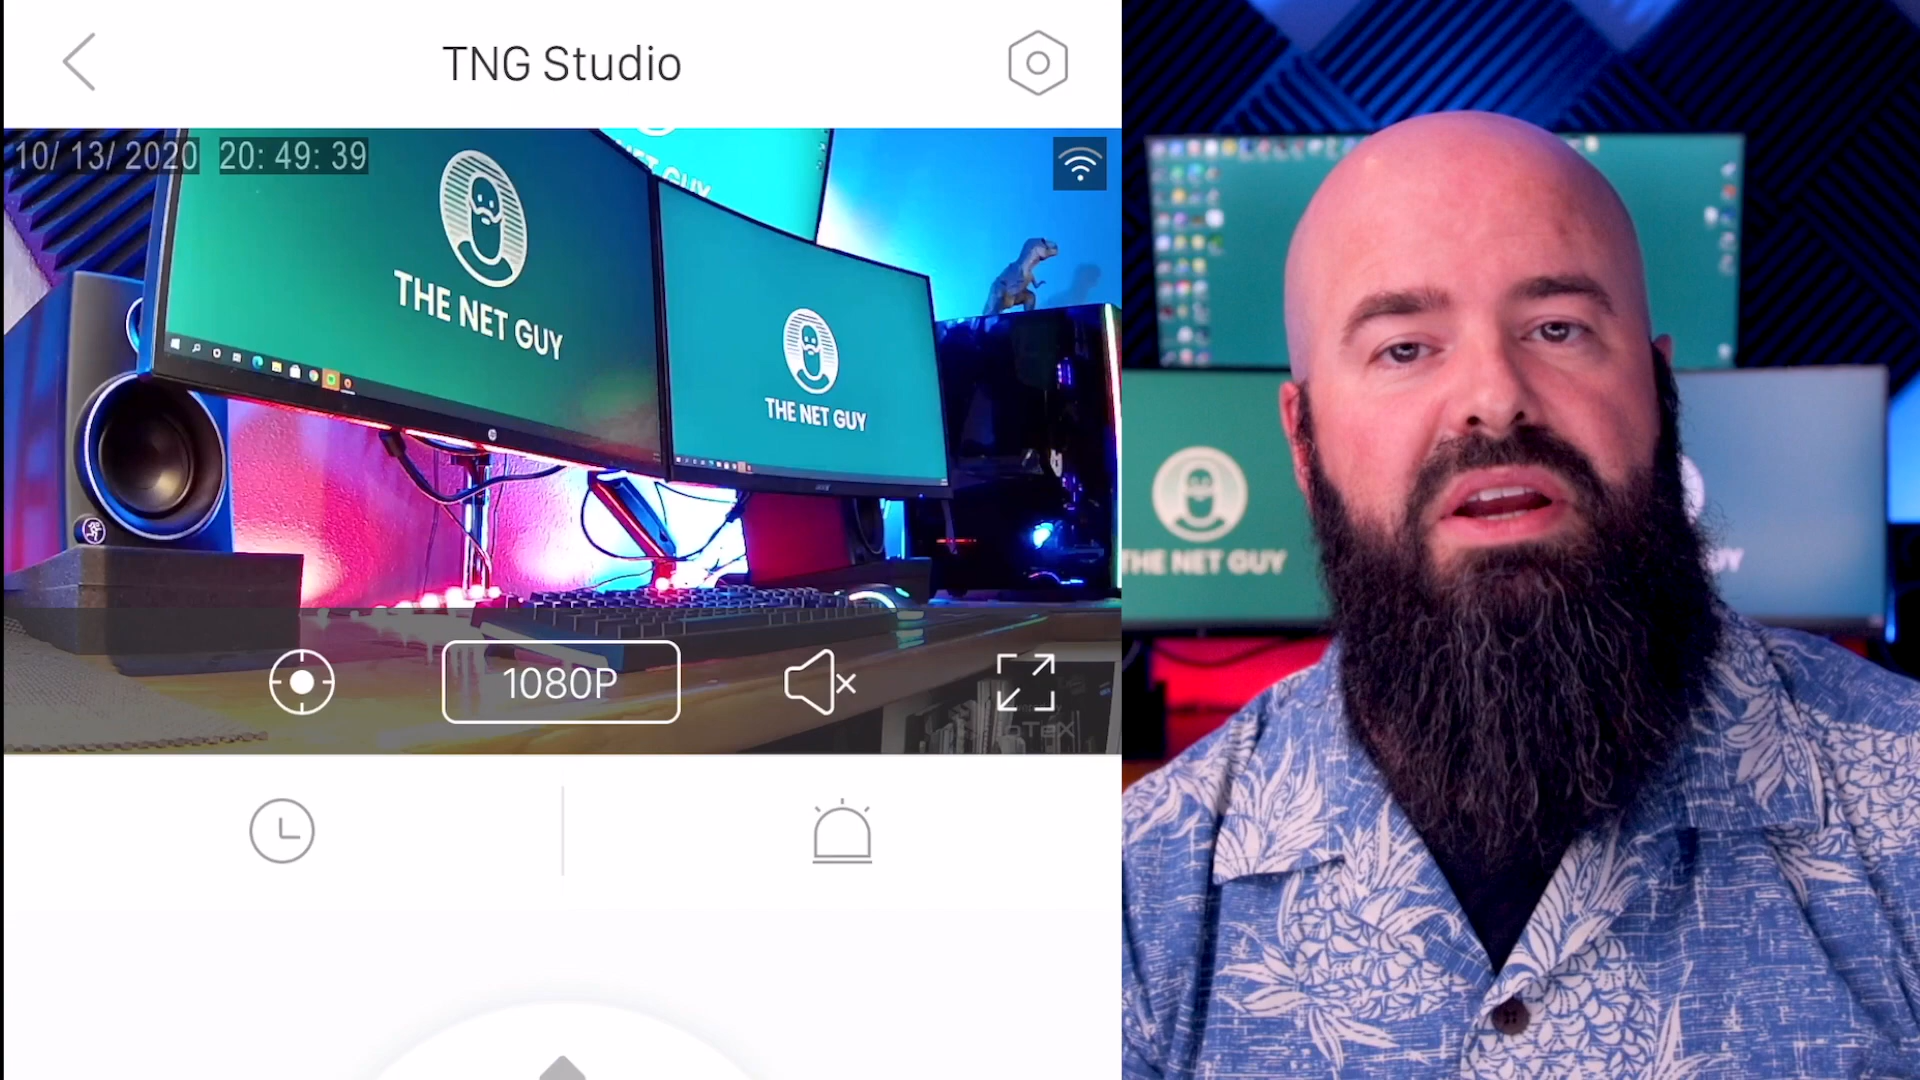 TNG Studio
10/ 13/ 2020 20: 49: 39
THE NET GUY
THE NET GUY
1080P
THE NET GUY